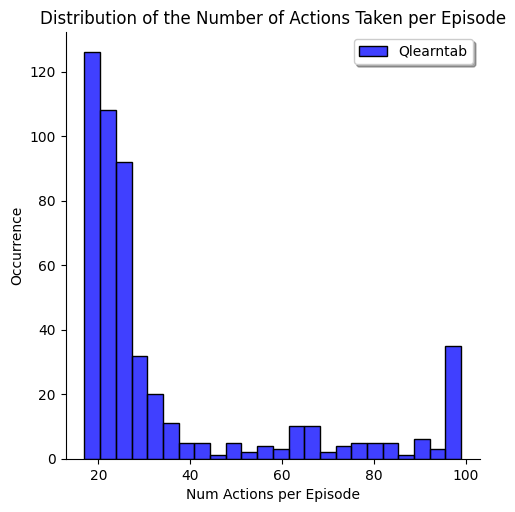 Distribution of the Number of Actions Taken per Episode
Qlearntab
120
100
80
60
40
20
0
Occurrence
20 40 60 80 100
Num Actions per Episode